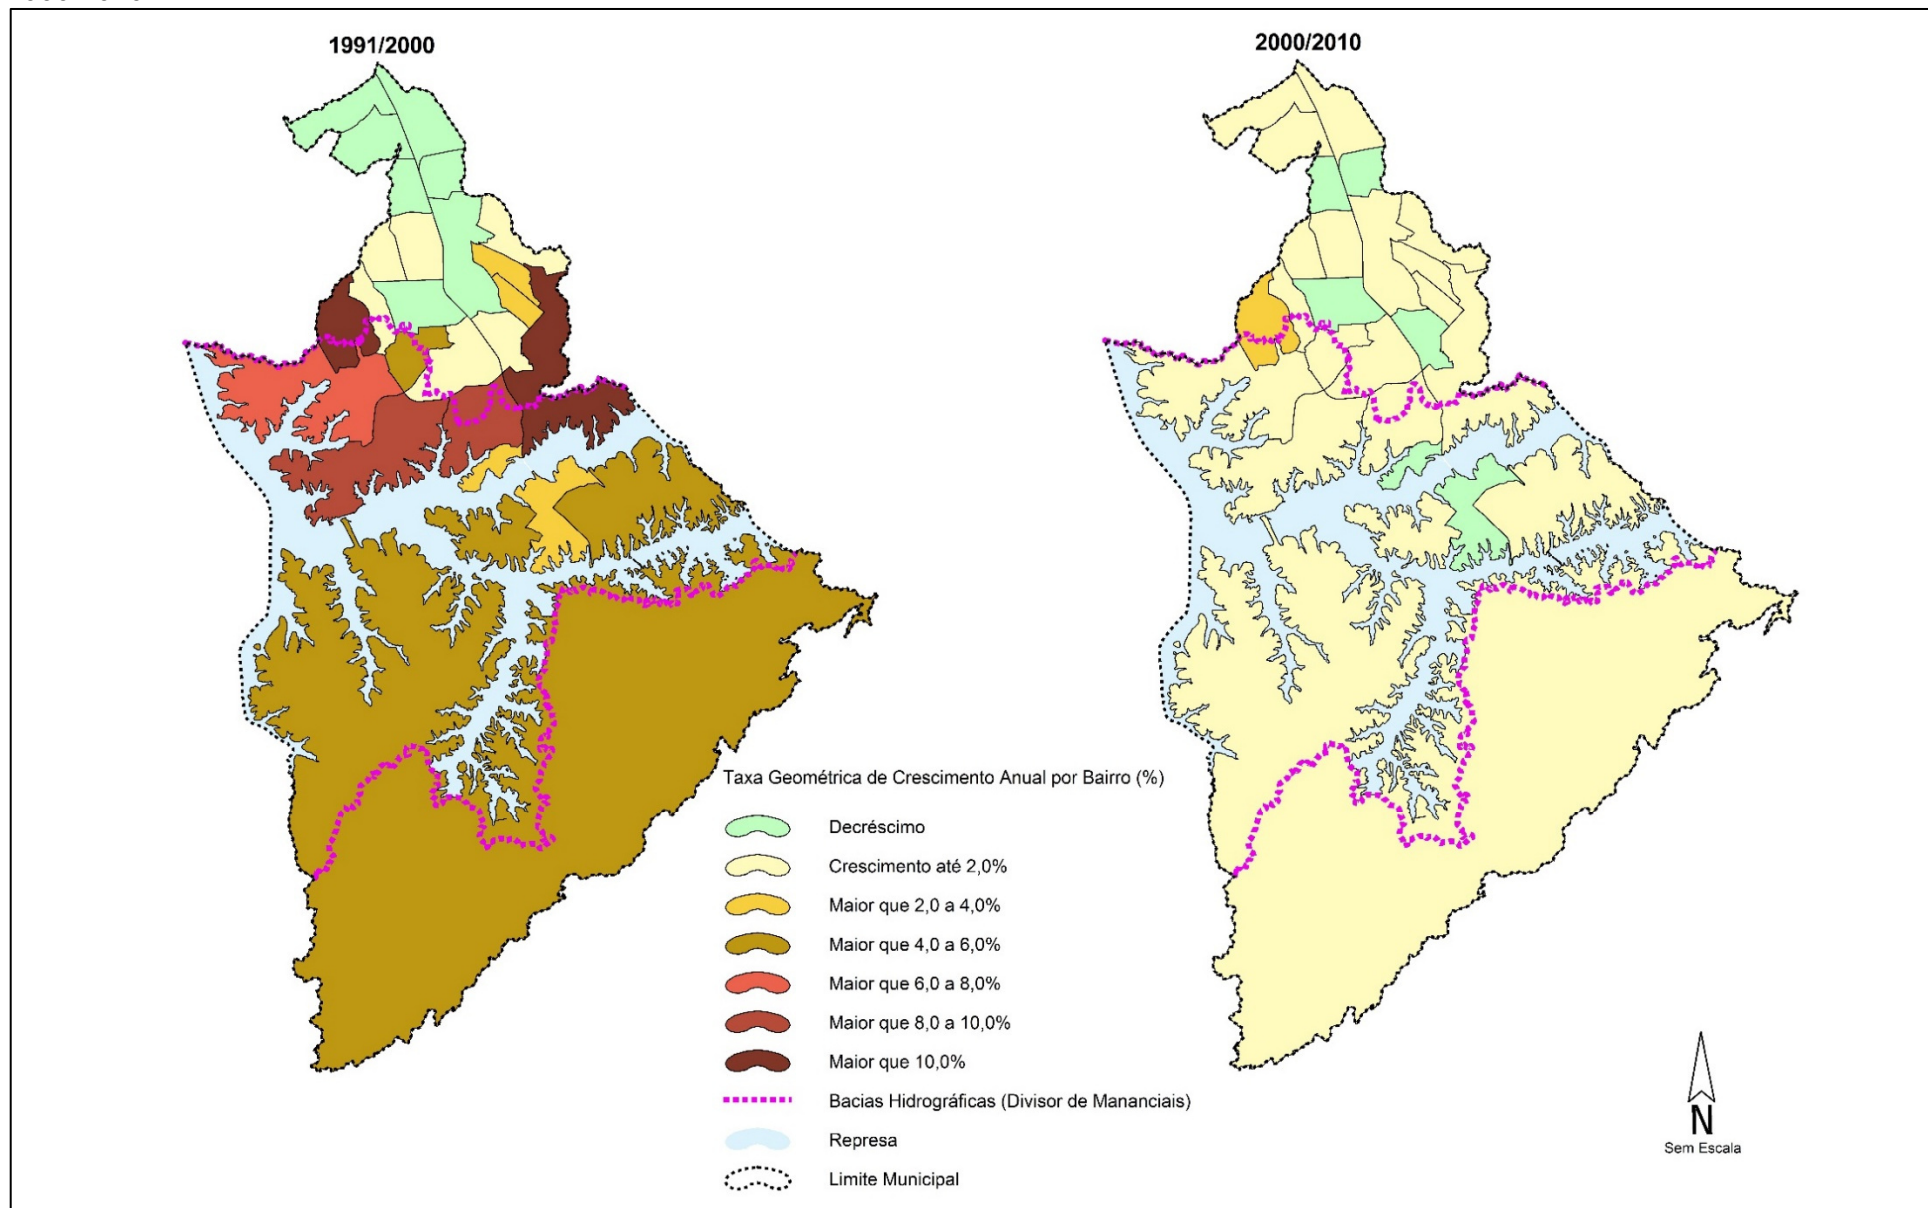 1991/2000
2000/2010
Taxa Geométrica de Crescimento Anual por Bairro (%)
Decréscimo
Crescimento até 2,0%
Maior que 2,0 a 4,0%
Maior que 4,0 a 6,0%
Maior que 6,0 a 8,0%
Maior que 8,0 a 10,0%
Maior que 10,0%
Bacias Hidrográficas (Divisor de Mananciais)
Represa
Limite Municipal
N
Sem Escala